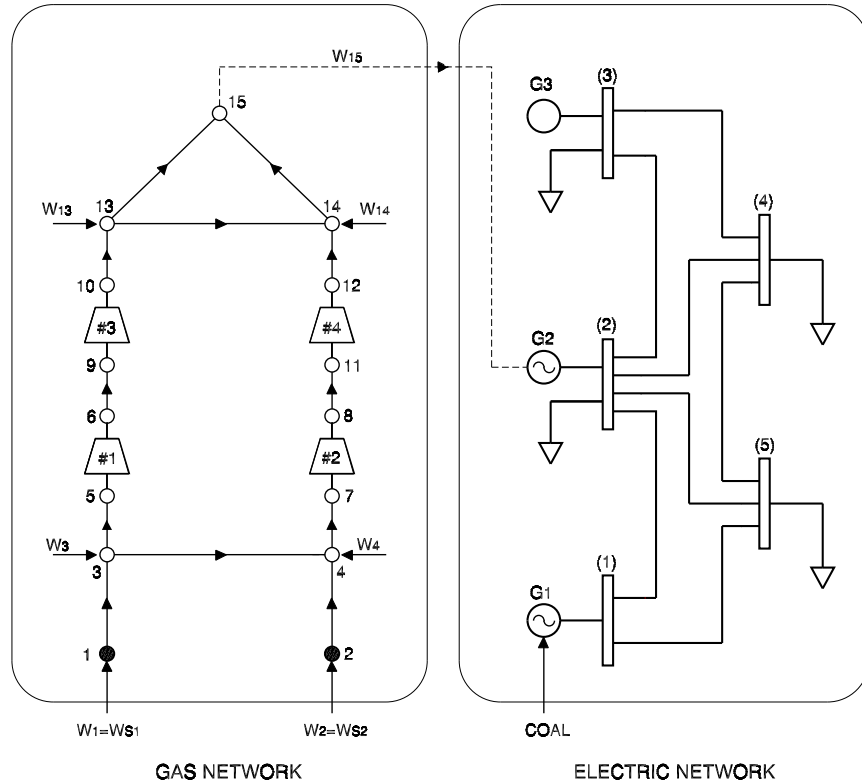 W15
15
13
14
W13
W14
10
12
#3
#4
9
11
6
8
#1
#2
5
7
W3
W4
3
4
1
2
W1=WS1
W2=WS2
GAS NETWORK
(3)
G3
(4)
(2)
G2
(5)
(1)
G1
COAL
ELECTRIC NETWORK